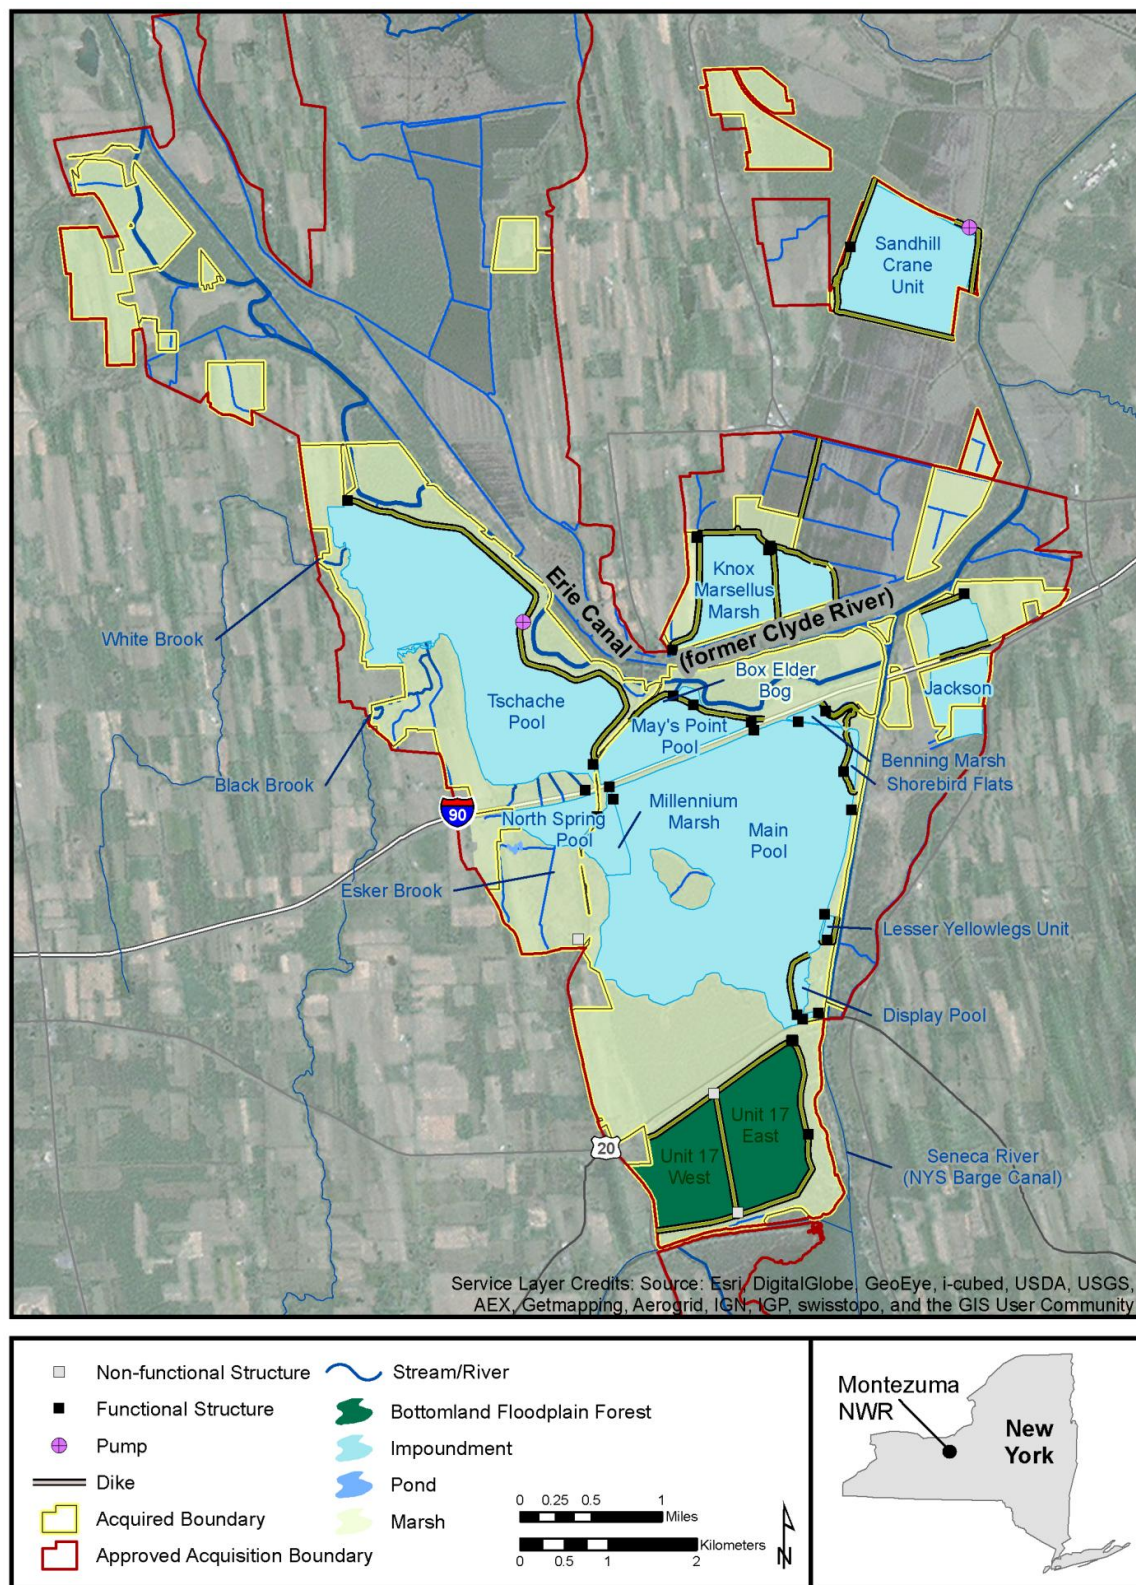 Sandhill
Crane
Unit
Knox
Marsellus
Marsh
Erie Canal
(former Clyde River)
White Brook
Box Elder
Bog
Tschache
Pool
May's Point
Pool
Jackson
Black Brook
Benning Marsh
Shorebird Flats
90
North Spring
Pool
Millennium
Marsh
Main
Pool
Esker Brook
Lesser Yellowlegs Unit
Display Pool
Unit 17
East
20
Unit 17
West
Seneca River
(NYS Barge Canal)
Service Layer Credits: Source: Esri, DigitalGlobe, GeoEye, i-cubed, USDA, USGS,
AEX, Getmapping, Aerogrid, IGN, IGP, swisstopo, and the GIS User Community
Non-functional Structure
Functional Structure
Pump
Dike
Acquired Boundary
Approved Acquisition Boundary
Stream/River
Bottomland Floodplain Forest
Impoundment
Pond
Marsh
0 0.25 0.5 1
Miles
Kilometers
0 0.5 1 2
N
Montezuma
NWR
New
York